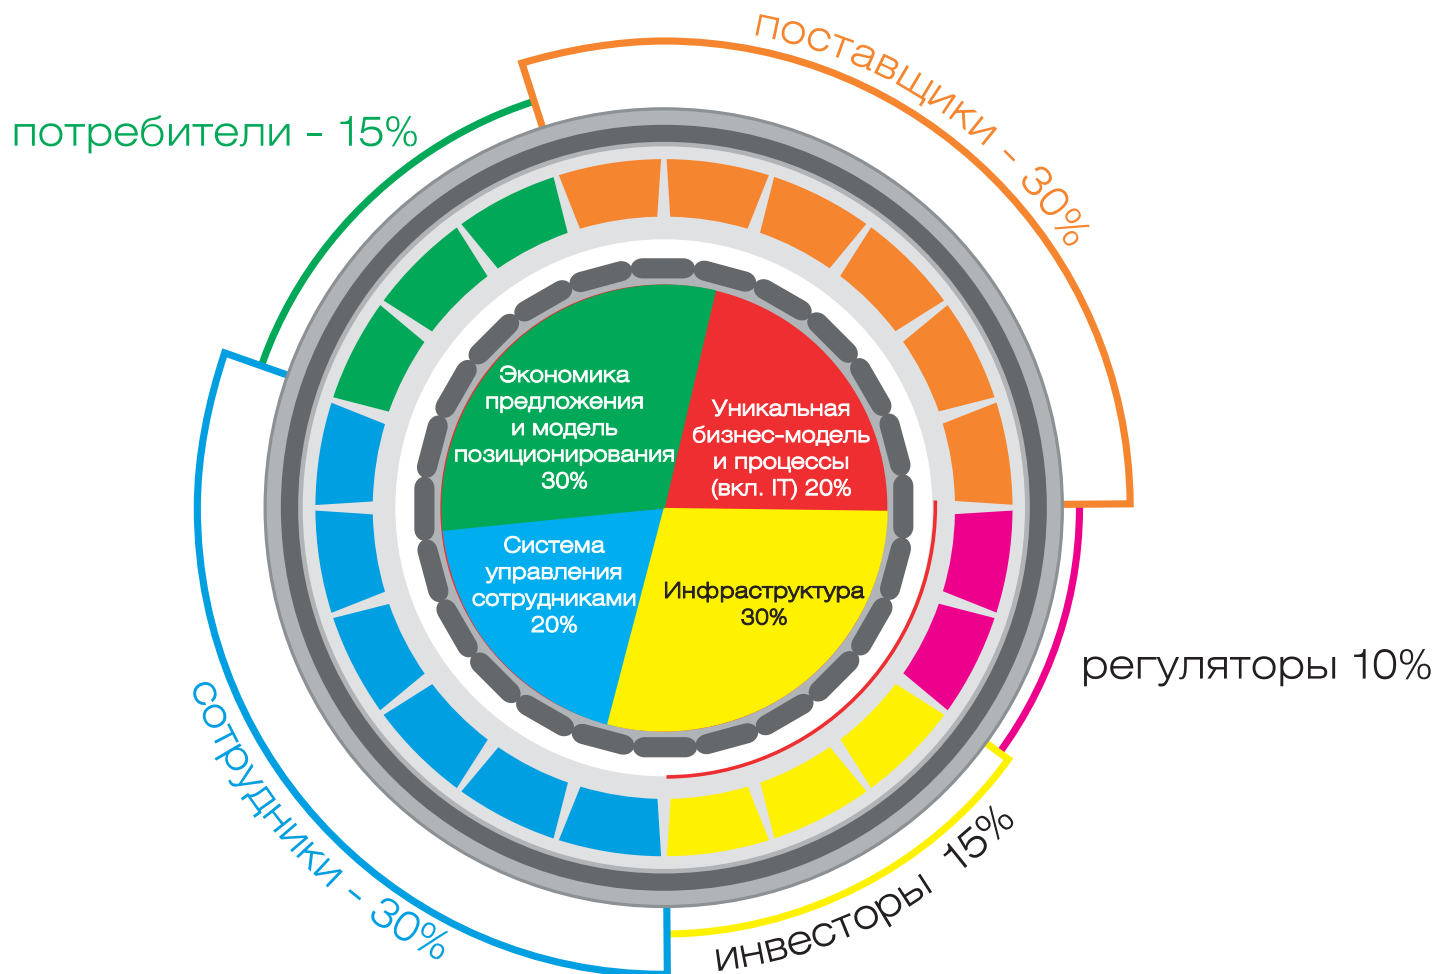 поставщики - 30%
потребители - 15%
Экономика
предложения
и модель
позиционирования
30%
Уникальная
бизнес-модель
и процессы
(вкл. IT) 20%
Система
управления
сотрудниками
20%
Инфраструктура
30%
регуляторы 10%
сотрудники - 30%
инвесторы 15%